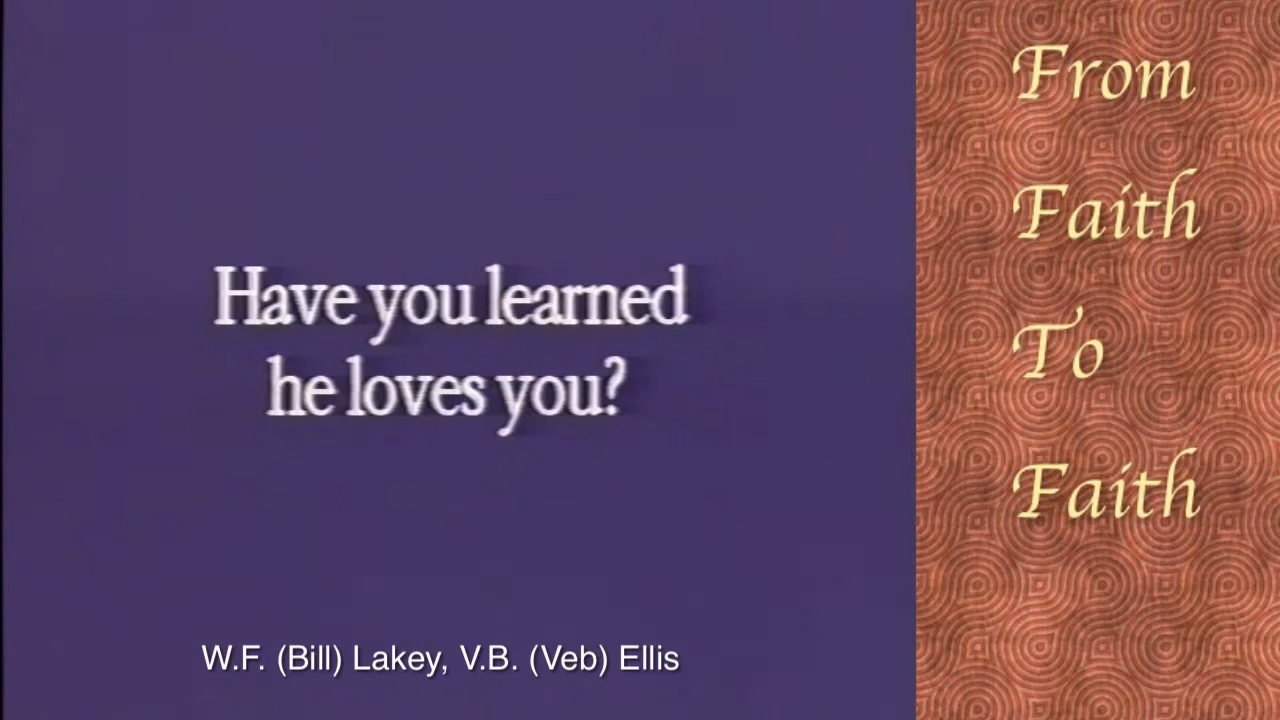 Have you learned
he loves you?
W.F. (Bill) Lakey, V.B. (Veb) Ellis
From
Faith
To
Faith